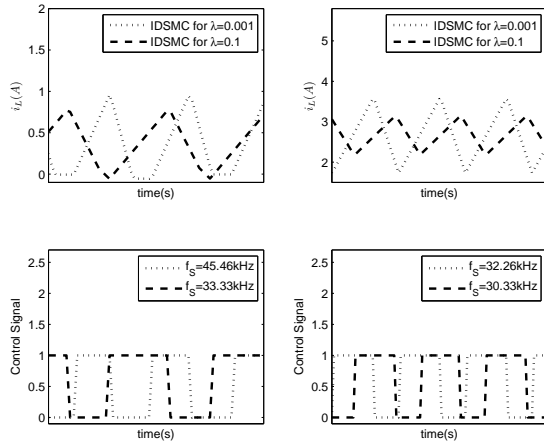 2
1.5
1
0.5
0
i_L(A)
IDSMC for λ=0.001
IDSMC for λ=0.1
time(s)
5
4
3
2
i_L(A)
IDSMC for λ=0.001
IDSMC for λ=0.1
time(s)
2.5
2
1.5
1
0.5
0
Control Signal
f_S=45.46kHz
f_S=33.33kHz
time(s)
2.5
2
1.5
1
0.5
0
Control Signal
f_S=32.26kHz
f_S=30.33kHz
time(s)